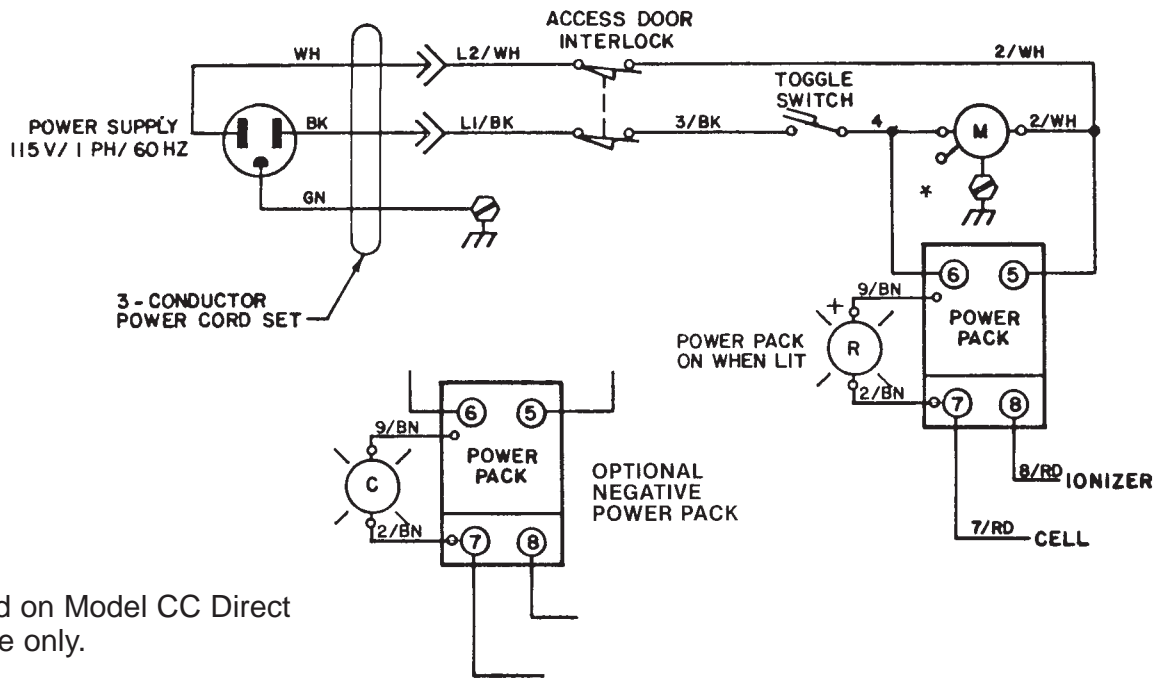 ACCESS DOOR
INTERLOCK
WH
L2/WH
2/WH
TOGGLE
SWITCH
POWER SUPPLY
115V/ 1 PH/ 60 HZ
BK
L1/BK
3/BK
4
M
2/WH
*
GN
3-CONDUCTOR
POWER CORD SET
6
5
9/BN
+
POWER
PACK
POWER PACK
ON WHEN LIT
R
2/BN
7
8
8/RD
IONIZER
7/RD
CELL
6
5
9/BN
POWER
PACK
C
2/BN
7
8
OPTIONAL
NEGATIVE
POWER PACK
d on Model CC Direct
e only.